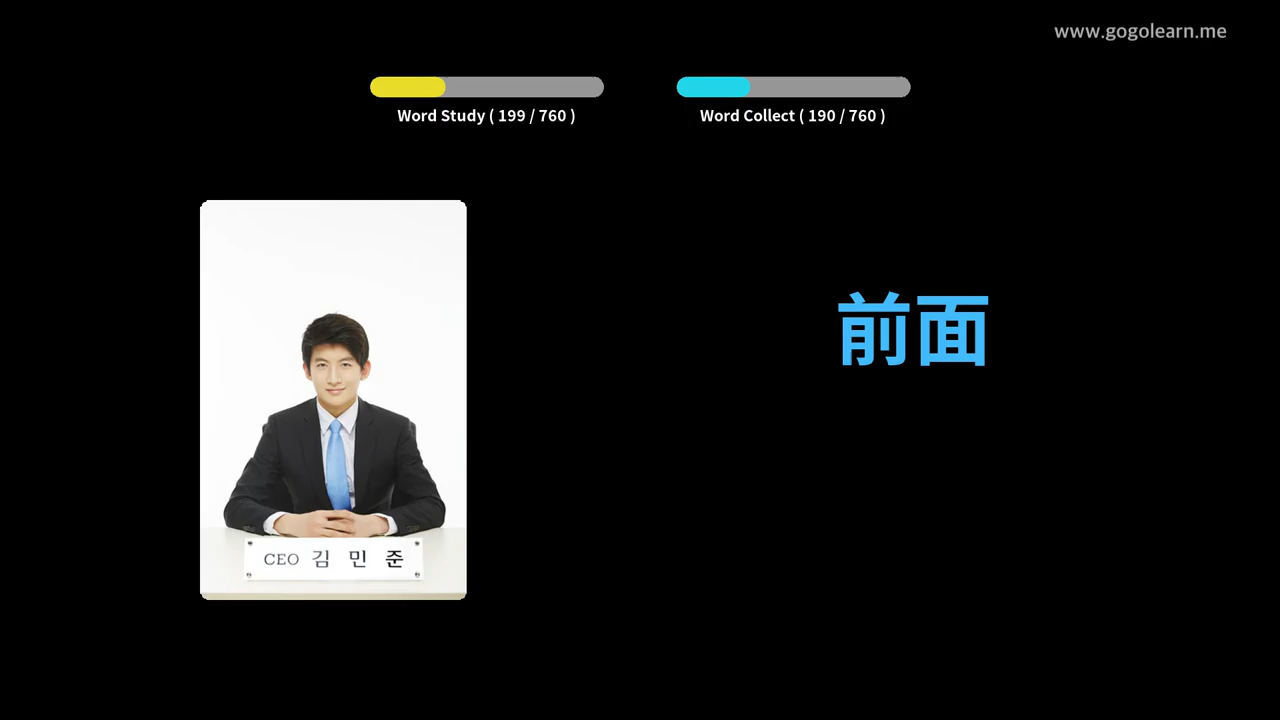 www.gogolearn.me
Word Study ( 199 / 760 )
Word Collect ( 190 / 760 )
前面
CEO 김 민 준